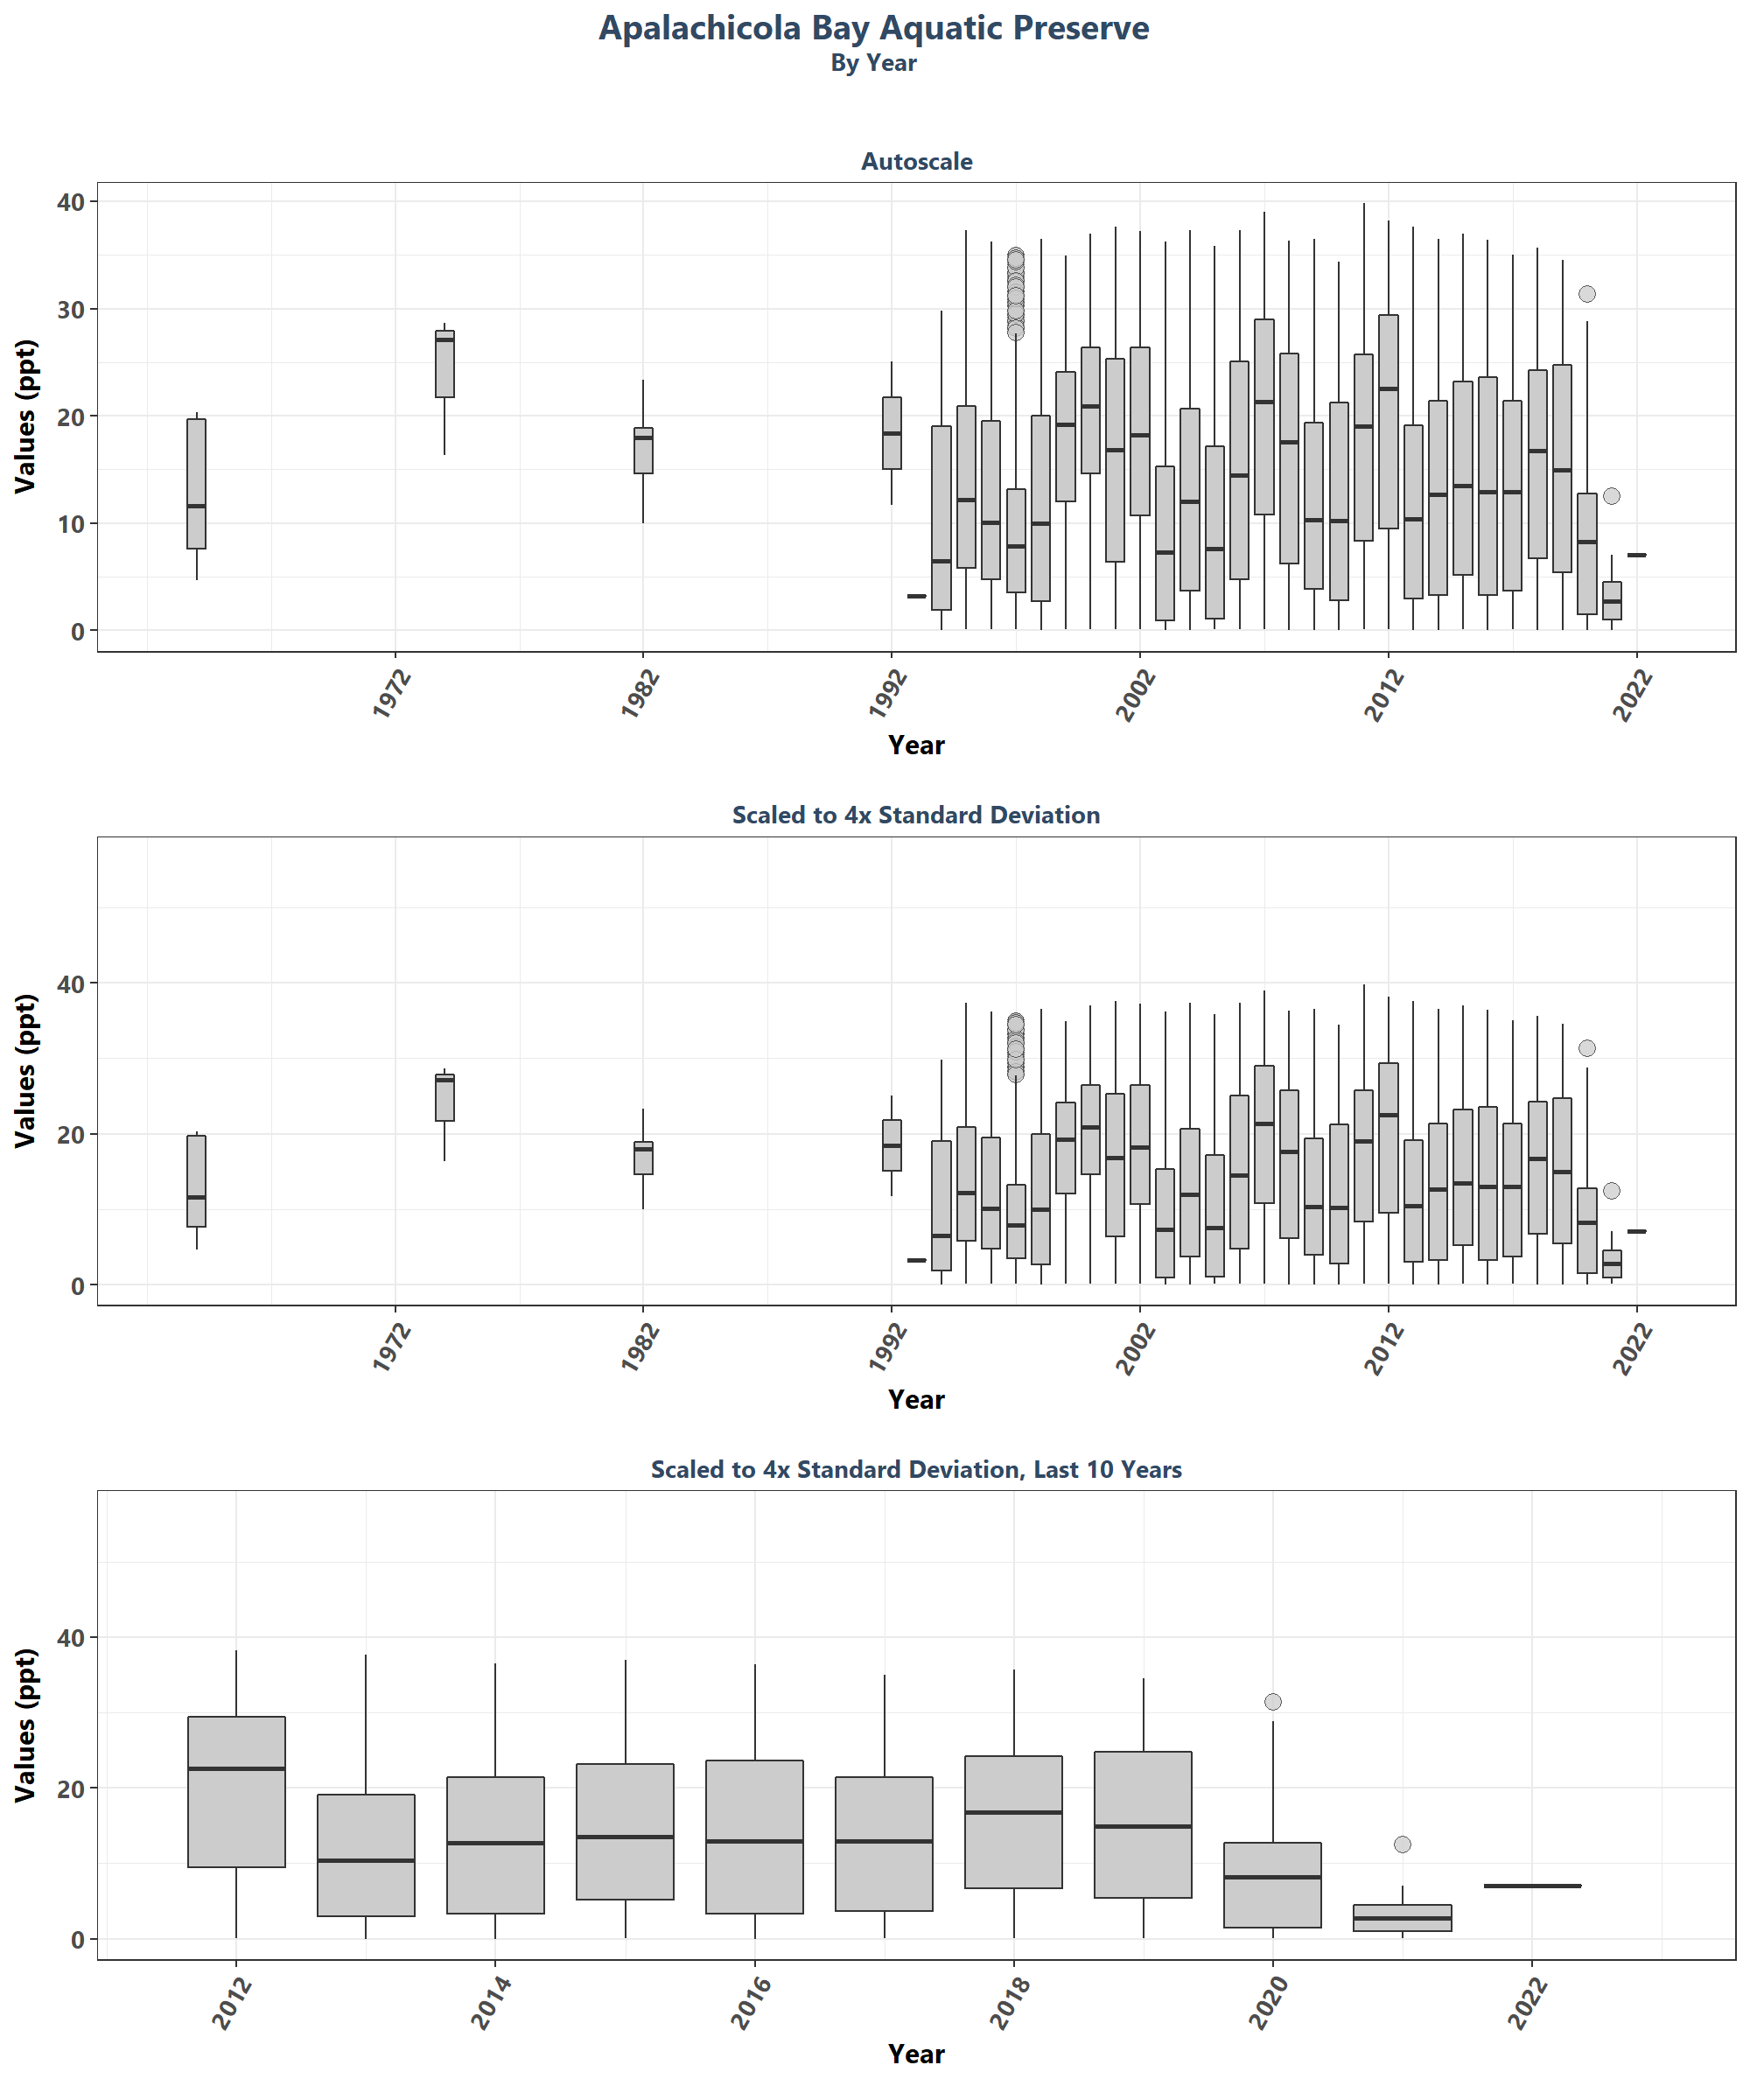 Apalachicola Bay Aquatic Preserve
By Year
Autoscale
Values (ppt)
40
30
20
10
0
1972 1982 1992 2002 2012 2022
Year
Scaled to 4x Standard Deviation
Values (ppt)
40
20
0
1972 1982 1992 2002 2012 2022
Year
Scaled to 4x Standard Deviation, Last 10 Years
Values (ppt)
40
20
0
2012 2014 2016 2018 2020 2022
Year